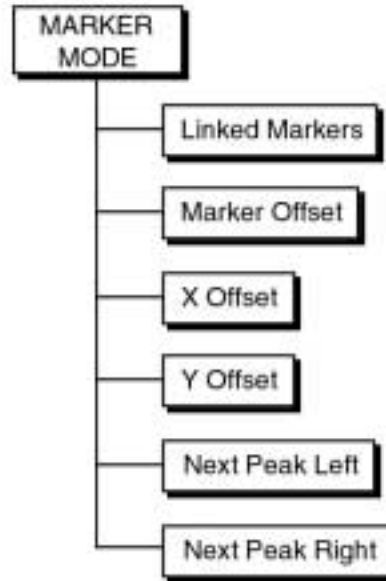 MARKER
MODE
Linked Markers
Marker Offset
X Offset
Y Offset
Next Peak Left
Next Peak Right